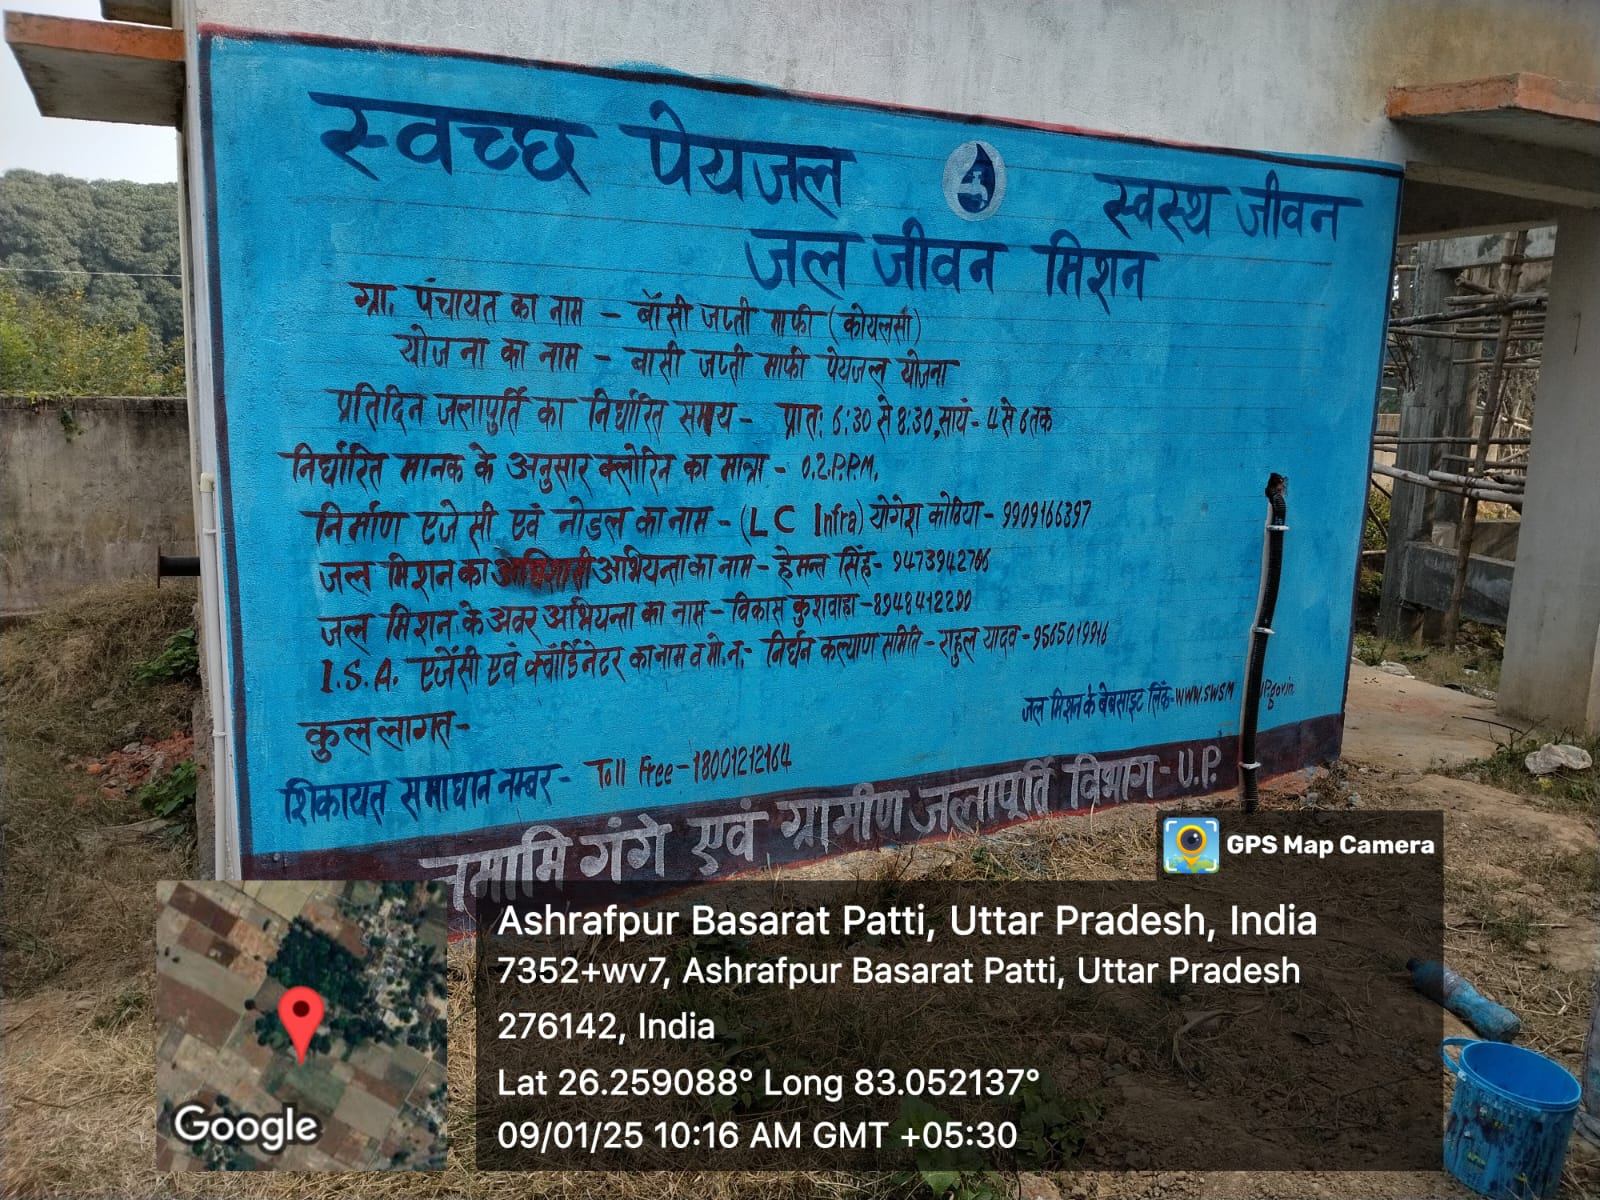 स्वच्छ पेयजल स्वस्थ जीवन
जल जीवन मिशन
ग्रा. पंचायत का नाम – बॉसी जप्ती माफी (कोयलसी)
योजना का नाम – बासी जप्ती माफी पेयजल योजना
प्रतिदिन जलापुर्ति का निर्धारित समय – प्रात: 6:30 से 8:30, सायं - 4 से 6 तक
निर्धारित मानक के अनुसार क्लोरिन का मात्रा - 0.2.P.P.M.
निर्माण एजेसी एवं नोडल का नाम - (LC Infra) योगेश कोठिया - 9909166397
जल मिशन का अधिशासी अभियन्ता का नाम - हेमन्त सिंह - 9473942766
जल मिशन के अवर अभियन्ता का नाम - विकास कुशवाहा - 8948412290
I.S.A. एजेंसी एवं क्वॉर्डिनेटर का नाम व मो. न. - निर्धन कल्याण समिति - राहुल यादव - 9565019946
जल मिशन के बेबसाइट लिंक - www.swsm UP.gov.in
कुल लागत -
शिकायत समाधान नम्बर - Toll Free - 18001212164
नमामि गंगे एवं ग्रामीण जलापूर्ति विभाग - U.P.
GPS Map Camera
Ashrafpur Basarat Patti, Uttar Pradesh, India
7352+wv7, Ashrafpur Basarat Patti, Uttar Pradesh
276142, India
Lat 26.259088° Long 83.052137°
09/01/25 10:16 AM GMT +05:30
Google